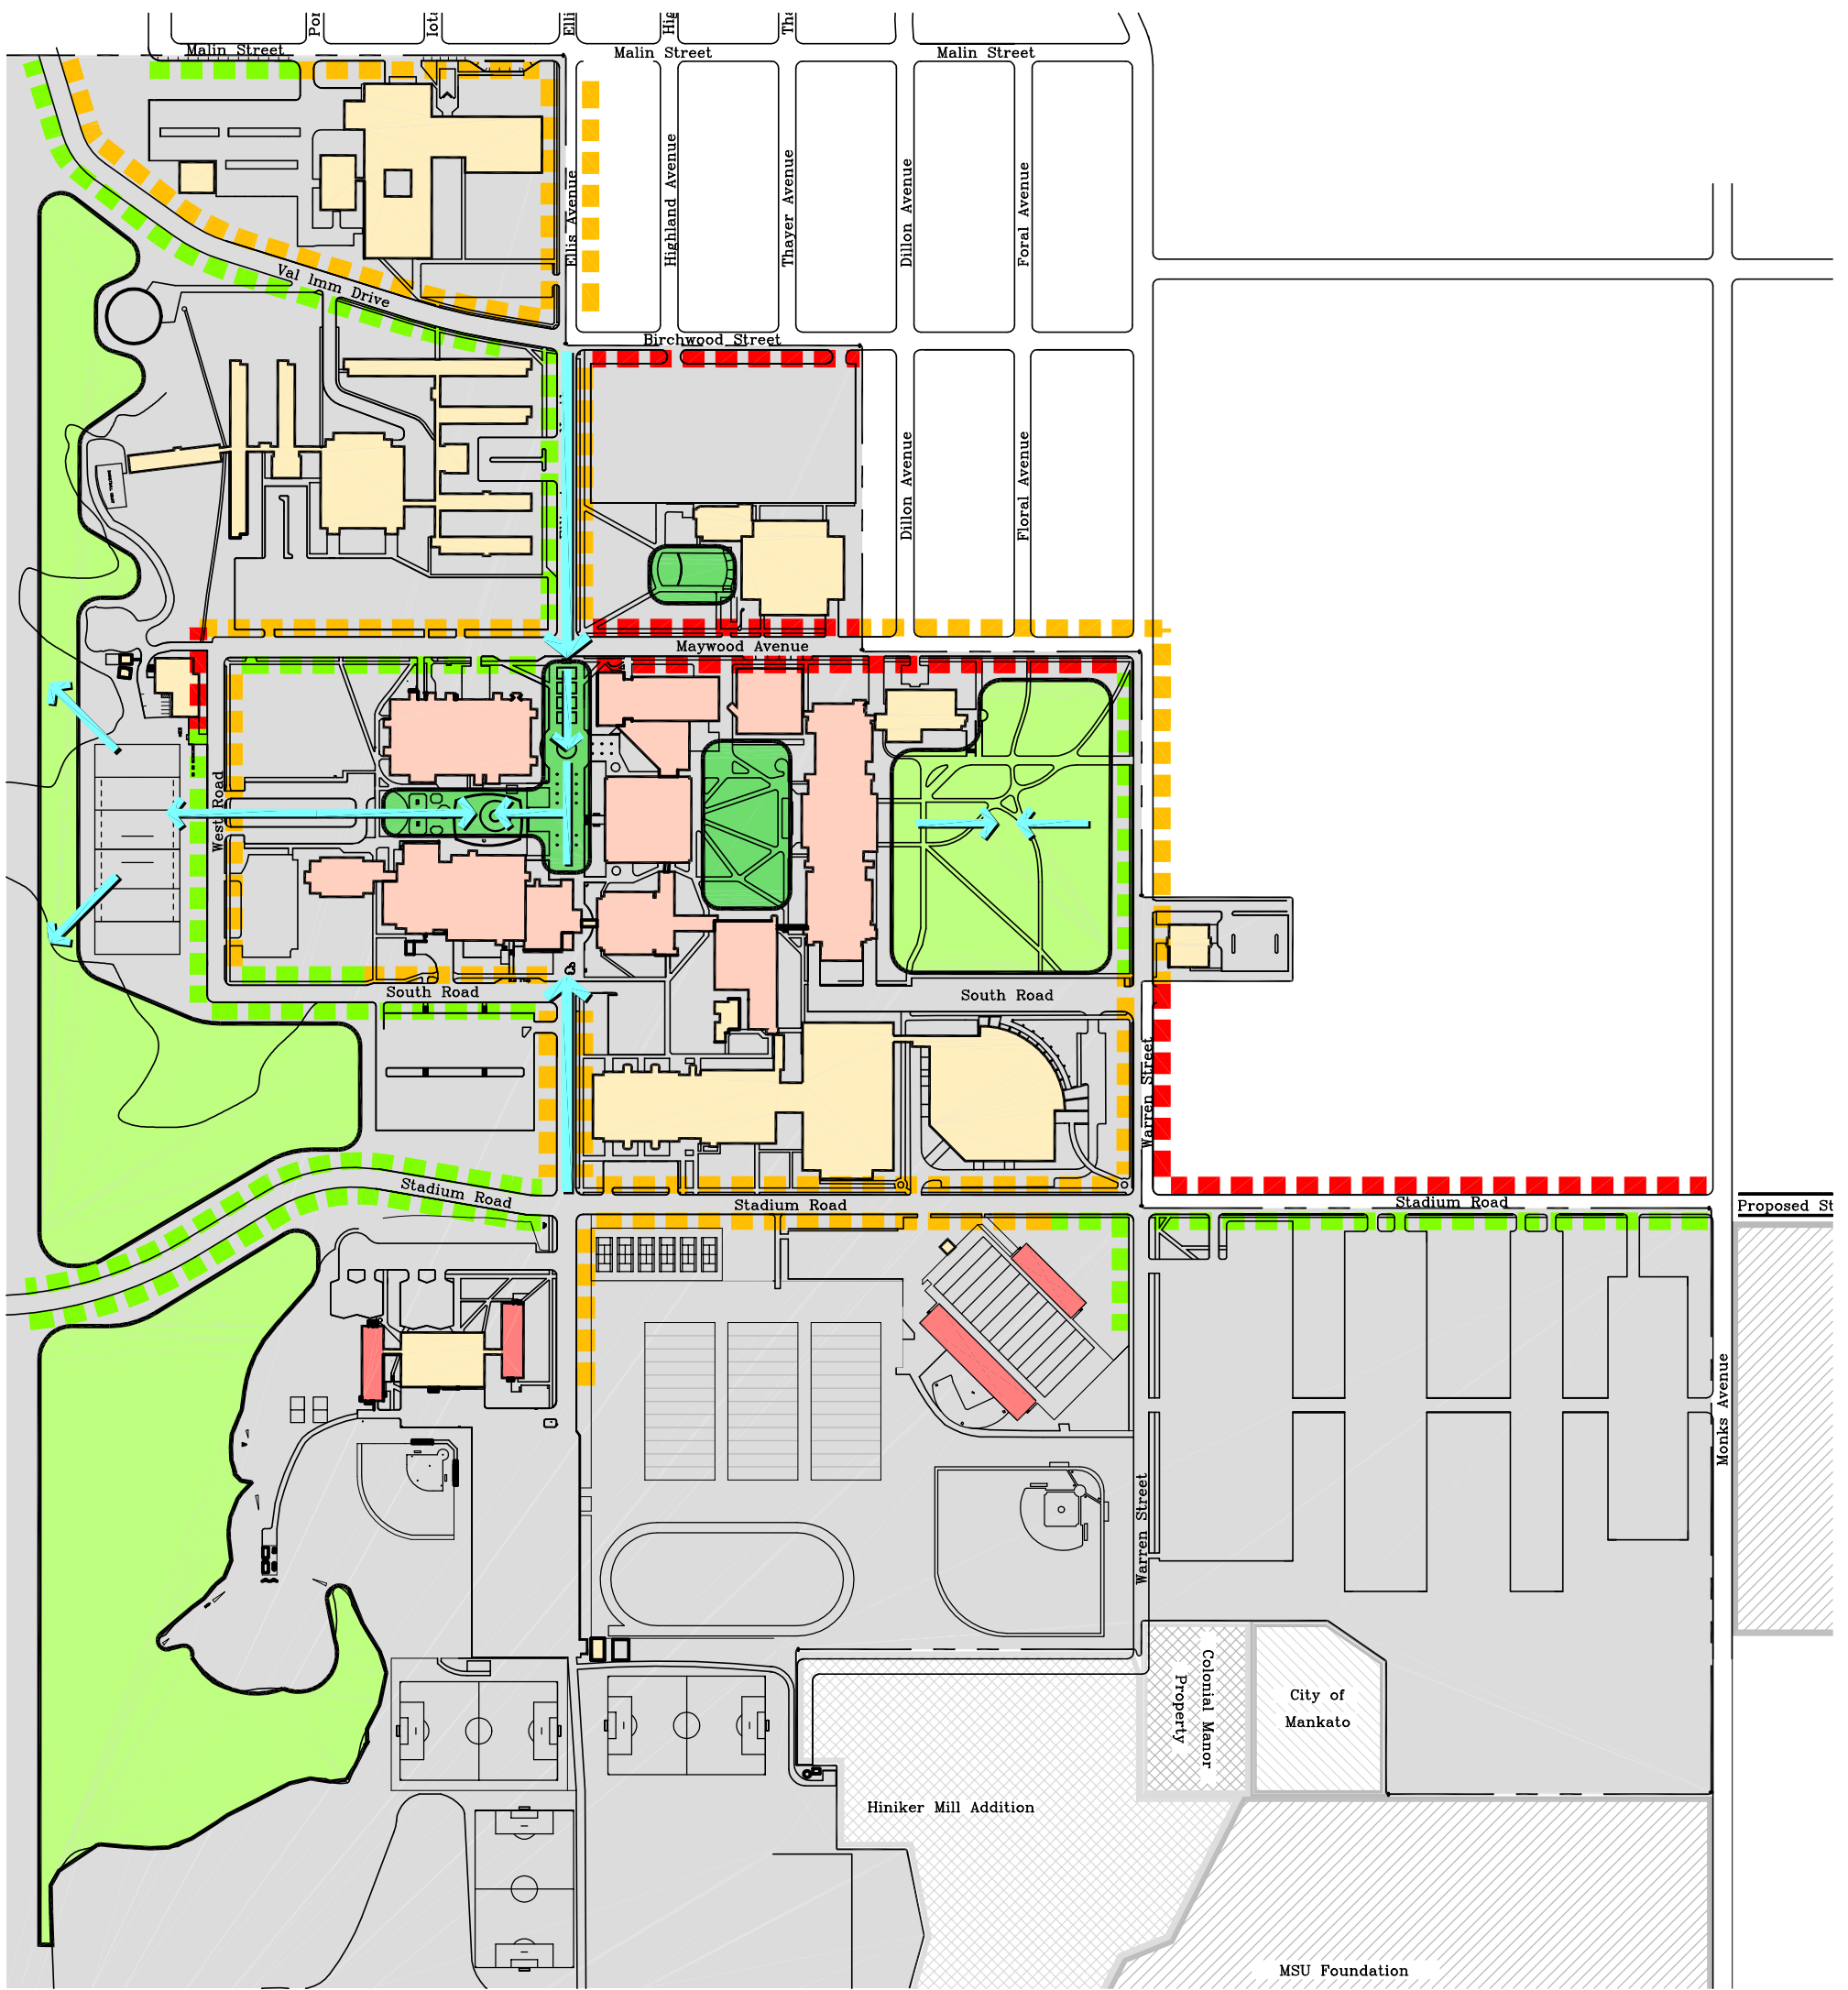 Malin Street
Malin Street
Malin Street
Ellis Avenue
Highland Avenue
Thayer Avenue
Dillon Avenue
Foral Avenue
Val Imm Drive
Birchwood Street
Dillon Avenue
Floral Avenue
Maywood Avenue
West Road
South Road
South Road
Warren Street
Stadium Road
Stadium Road
Stadium Road
Proposed St
Monks Avenue
Warren Street
Colonial Manor
Property
City of
Mankato
Hiniker Mill Addition
MSU Foundation